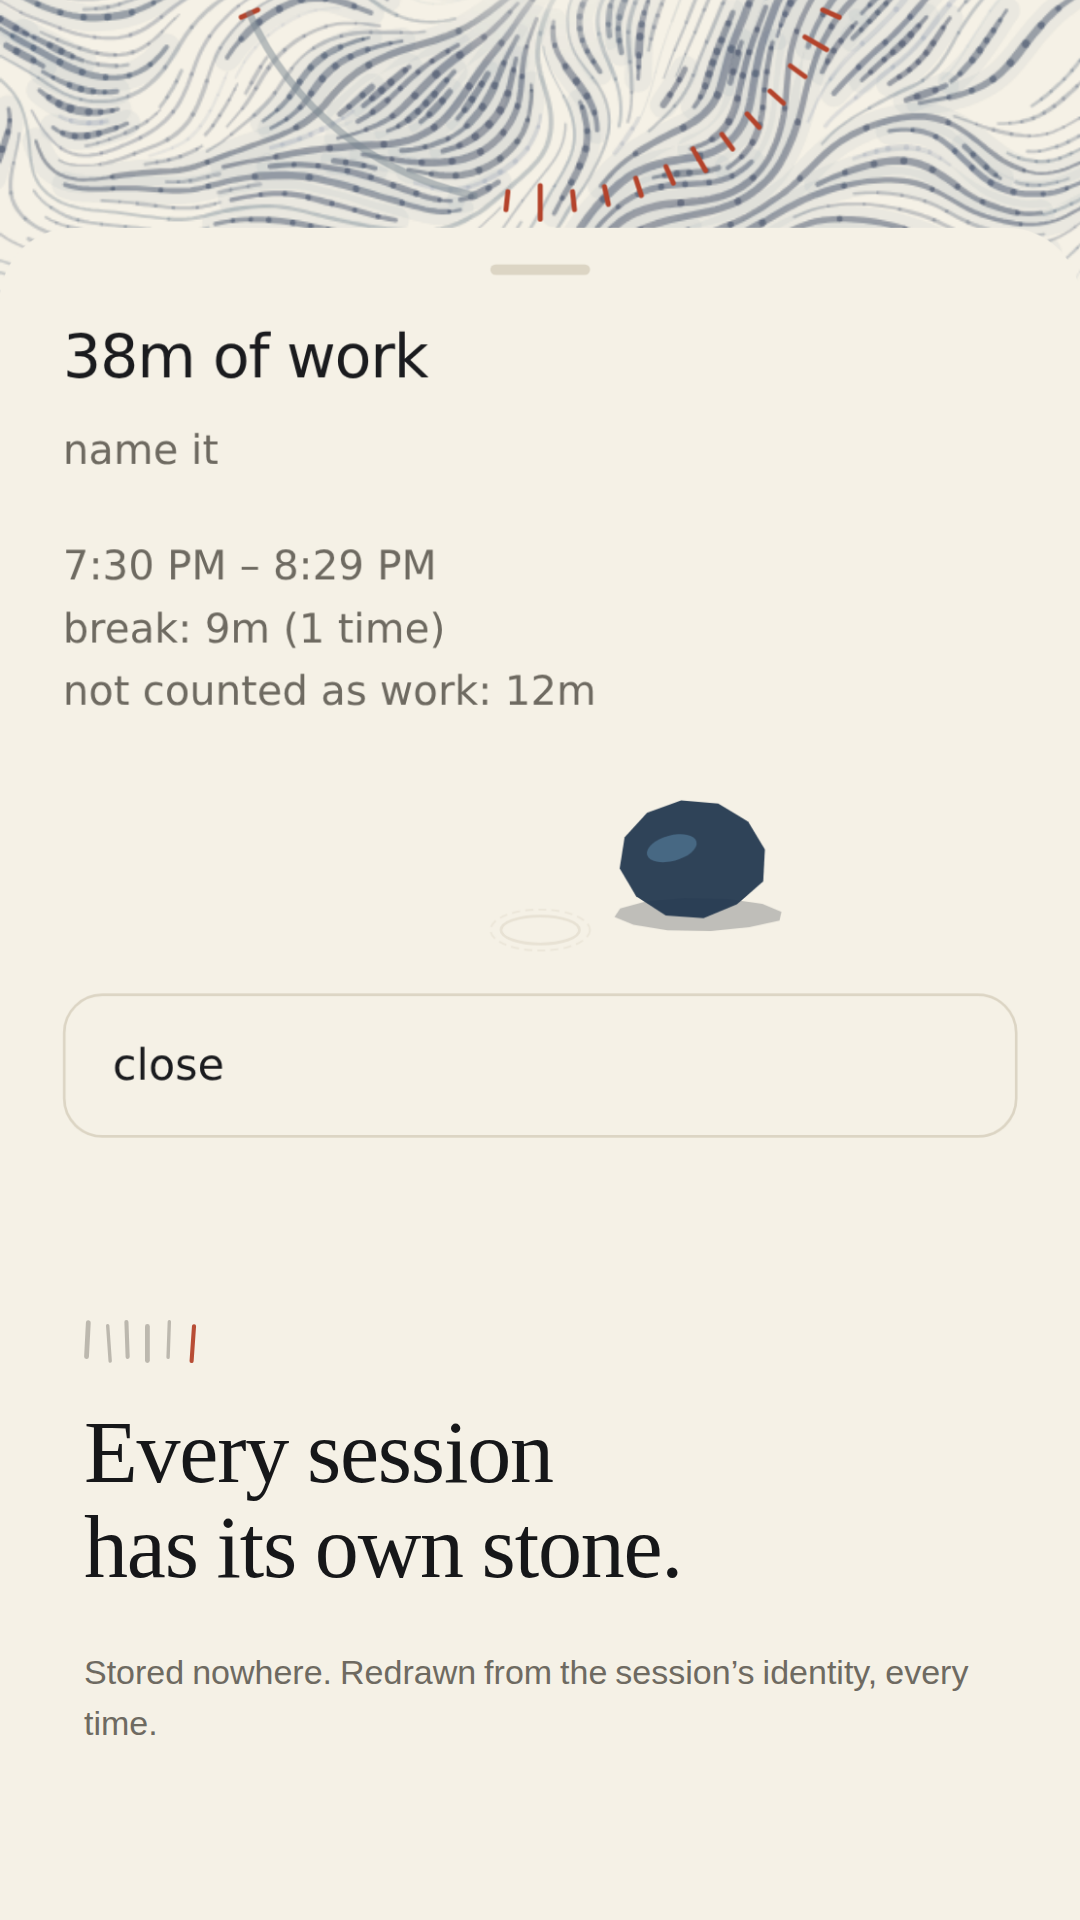 38m of work
name it
7:30 PM – 8:29 PM
break: 9m (1 time)
not counted as work: 12m
close
Every session
has its own stone.
Stored nowhere. Redrawn from the session’s identity, every
time.